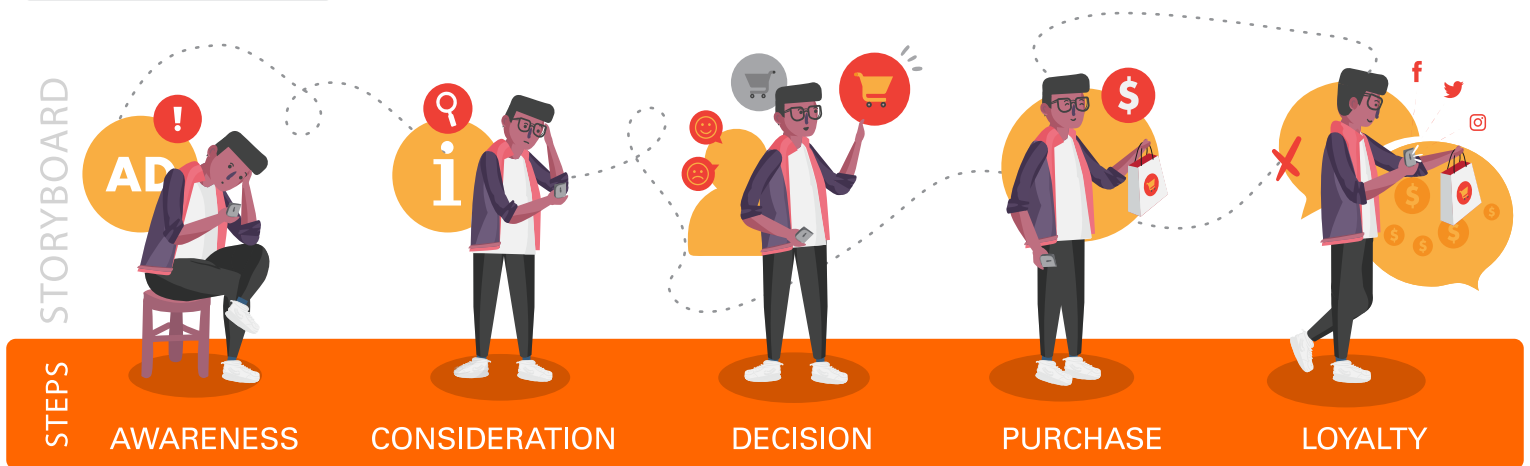 STORYBOARD
AD
!
i
$
f
$
$
$
$
$
STEPS
AWARENESS
CONSIDERATION
DECISION
PURCHASE
LOYALTY